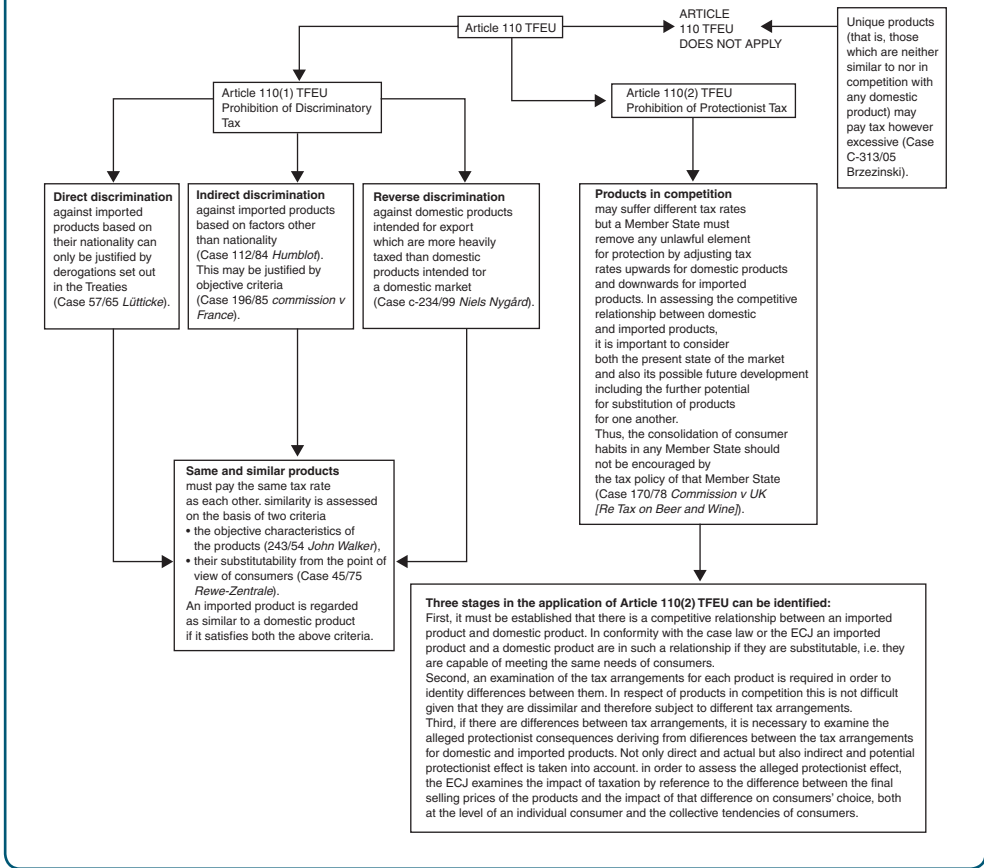 Article 110 TFEU
ARTICLE
110 TFEU
DOES NOT APPLY
Unique products
(that is, those
which are neither
similar to nor in
competition with
any domestic
product) may
pay tax however
excessive (Case
C-313/05
Brzezinski).
Article 110(1) TFEU
Prohibition of Discriminatory
Tax
Article 110(2) TFEU
Prohibition of Protectionist Tax
Direct discrimination
against imported
products based on
their nationality can
only be justified by
derogations set out
in the Treaties
(Case 57/65 Lütticke).
Indirect discrimination
against imported products
based on factors other
than nationality
(Case 112/84 Humblot).
This may be justified by
objective criteria
(Case 196/85 commission v
France).
Reverse discrimination
against domestic products
intended for export
which are more heavily
taxed than domestic
products intended tor
a domestic market
(Case c-234/99 Niels Nygård).
Products in competition
may suffer different tax rates
but a Member State must
remove any unlawful element
for protection by adjusting tax
rates upwards for domestic products
and downwards for imported
products. In assessing the competitive
relationship between domestic
and imported products,
it is important to consider
both the present state of the market
and also its possible future development
including the further potential
for substitution of products
for one another.
Thus, the consolidation of consumer
habits in any Member State should
not be encouraged by
the tax policy of that Member State
(Case 170/78 Commission v UK
[Re Tax on Beer and Wine]).
Same and similar products
must pay the same tax rate
as each other. similarity is assessed
on the basis of two criteria
• the objective characteristics of
the products (243/54 John Walker),
• their substitutability from the point of
view of consumers (Case 45/75
Rewe-Zentrale).
An imported product is regarded
as similar to a domestic product
if it satisfies both the above criteria.
Three stages in the application of Article 110(2) TFEU can be identified:
First, it must be established that there is a competitive relationship between an imported
product and domestic product. In conformity with the case law or the ECJ an imported
product and a domestic product are in such a relationship if they are substitutable, i.e. they
are capable of meeting the same needs of consumers.
Second, an examination of the tax arrangements for each product is required in order to
identity differences between them. In respect of products in competition this is not difficult
given that they are dissimilar and therefore subject to different tax arrangements.
Third, if there are differences between tax arrangements, it is necessary to examine the
alleged protectionist consequences deriving from difierences between the tax arrangements
for domestic and imported products. Not only direct and actual but also indirect and potential
protectionist effect is taken into account. in order to assess the alleged protectionist effect,
the ECJ examines the impact of taxation by reference to the difference between the final
selling prices of the products and the impact of that difference on consumers' choice, both
at the level of an individual consumer and the collective tendencies of consumers.